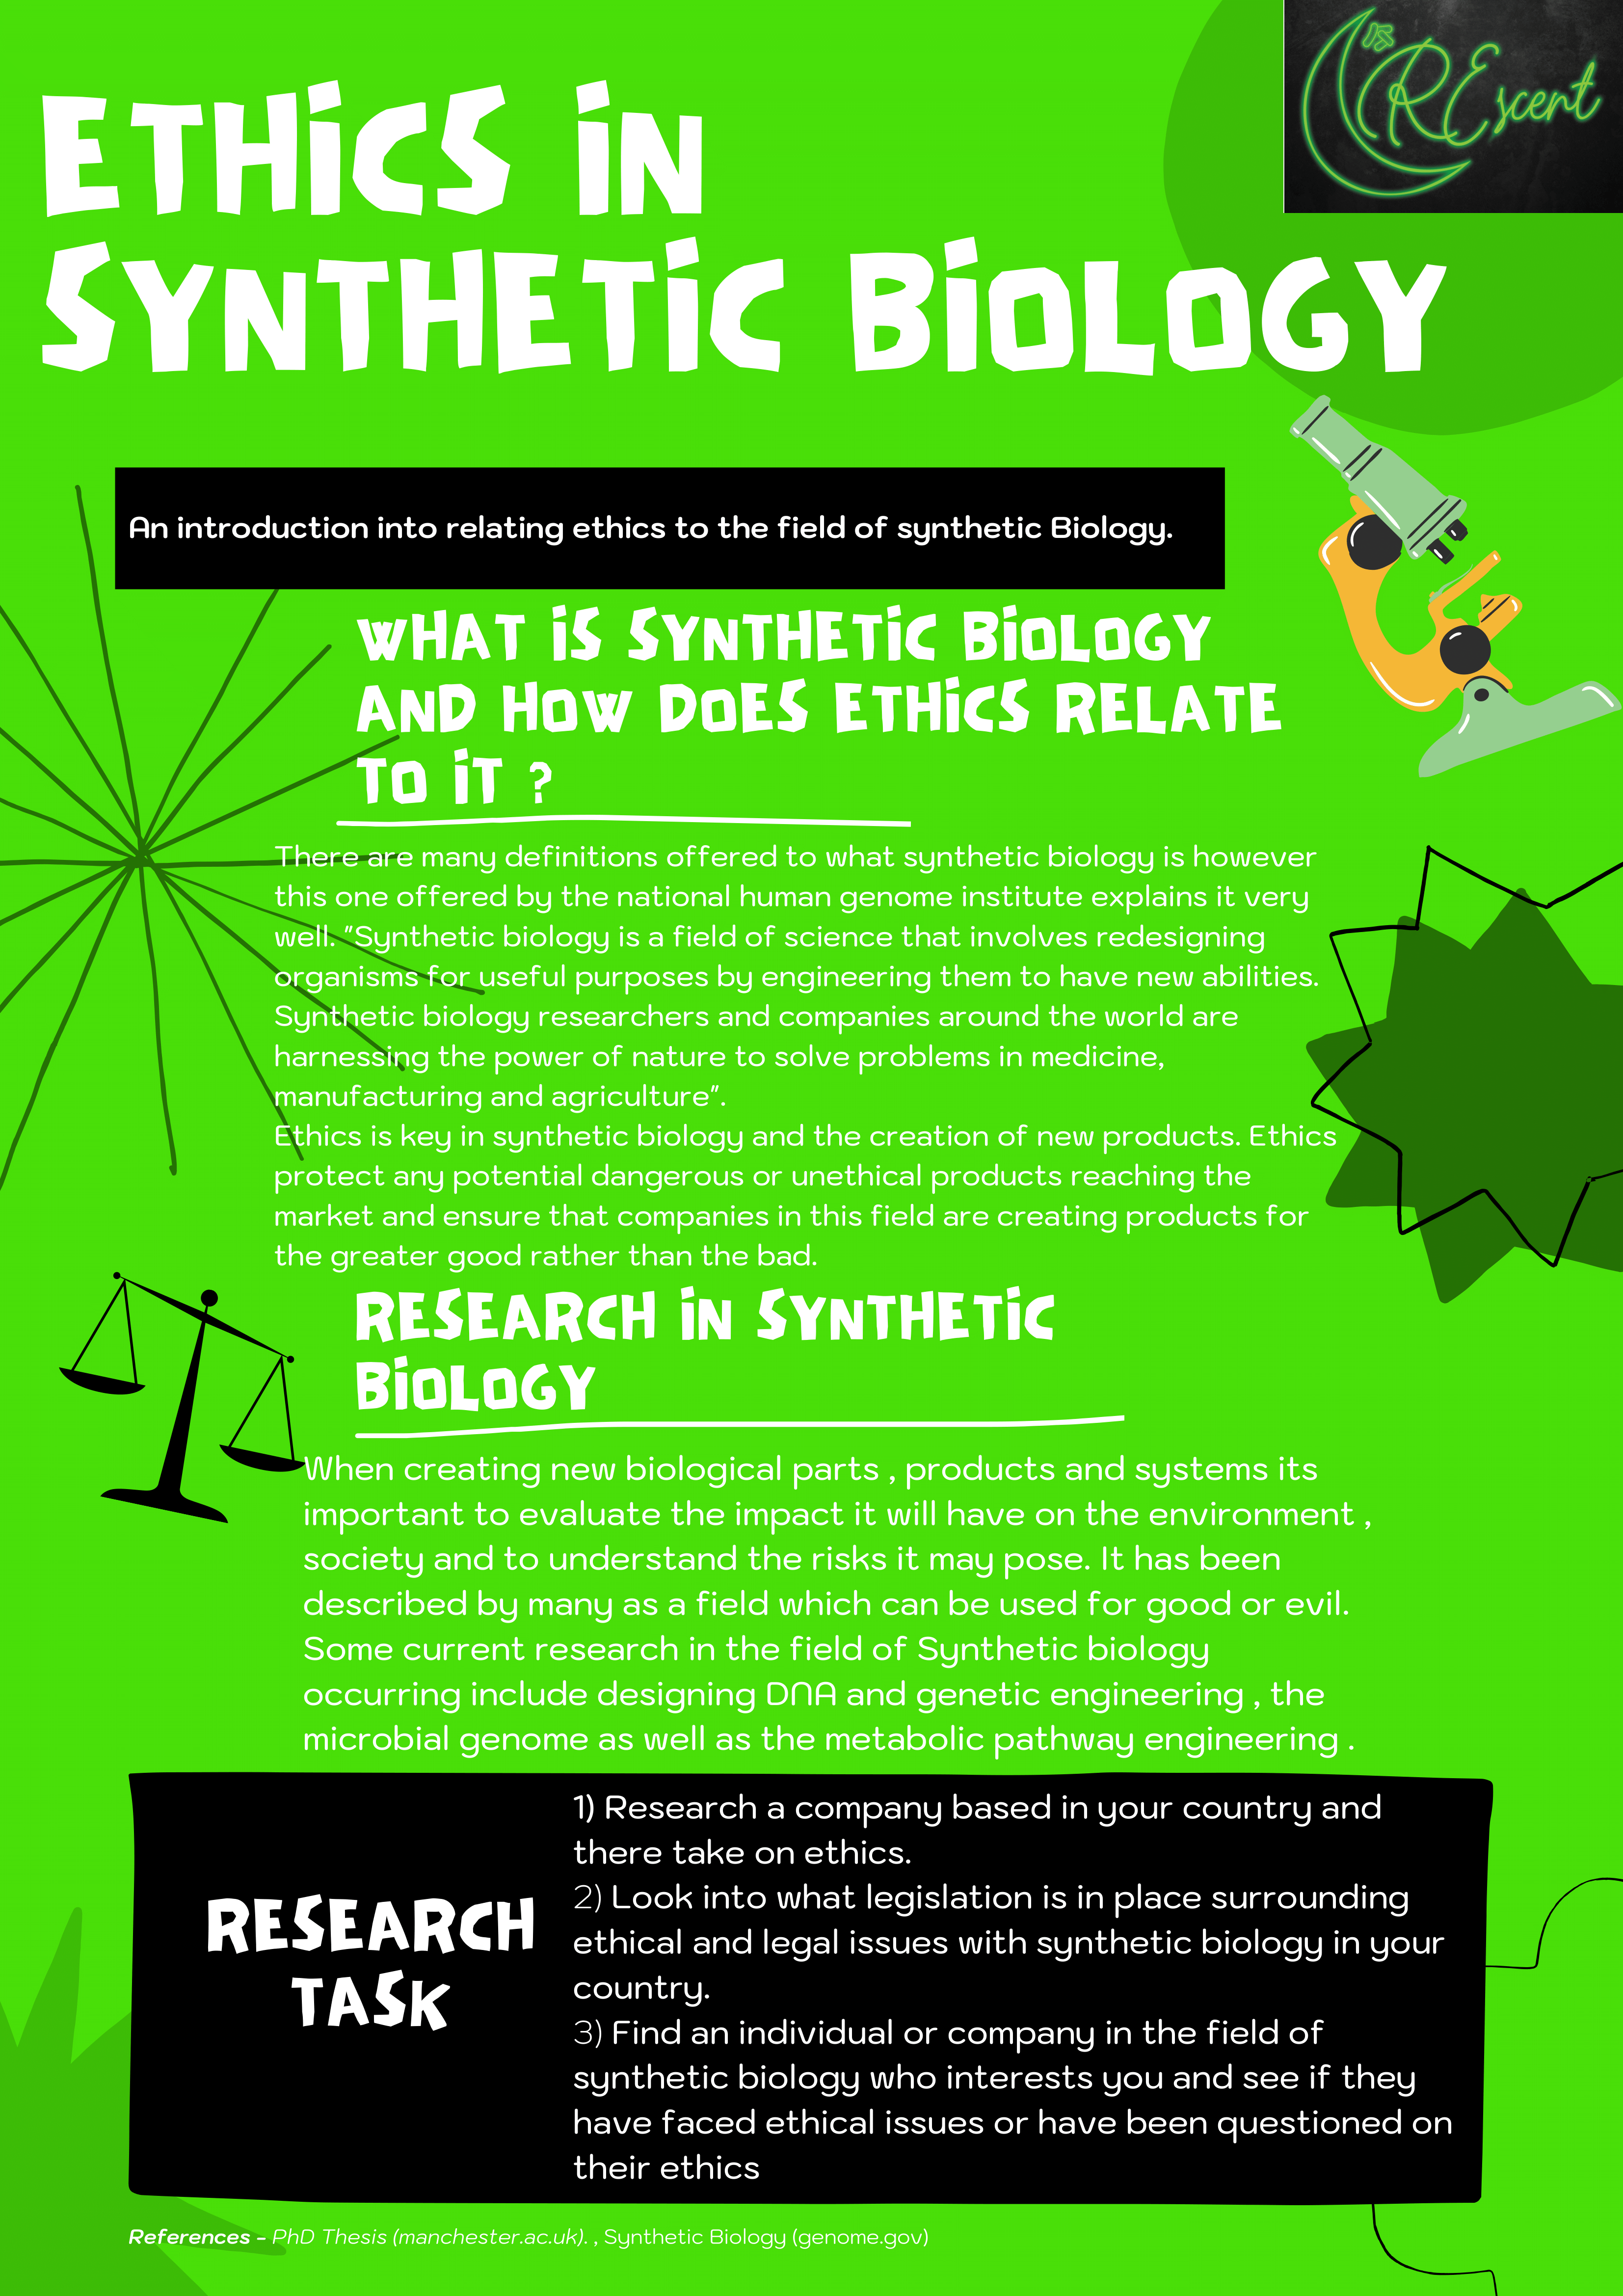 REscent
ETHiCS iN
SYNTHETiC BiOLOGY
An introduction into relating ethics to the field of synthetic Biology.
WHAT iS SYNTHETiC BiOLOGY
AND HOW DOES ETHiCS RELATE
TO iT ?
There are many definitions offered to what synthetic biology is however
this one offered by the national human genome institute explains it very
well. "Synthetic biology is a field of science that involves redesigning
organisms for useful purposes by engineering them to have new abilities.
Synthetic biology researchers and companies around the world are
harnessing the power of nature to solve problems in medicine,
manufacturing and agriculture".
Ethics is key in synthetic biology and the creation of new products. Ethics
protect any potential dangerous or unethical products reaching the
market and ensure that companies in this field are creating products for
the greater good rather than the bad.
RESEARCH iN SYNTHETiC
BiOLOGY
When creating new biological parts , products and systems its
important to evaluate the impact it will have on the environment ,
society and to understand the risks it may pose. It has been
described by many as a field which can be used for good or evil.
Some current research in the field of Synthetic biology
occurring include designing DNA and genetic engineering , the
microbial genome as well as the metabolic pathway engineering .
RESEARCH
TASK
1) Research a company based in your country and
there take on ethics.
2) Look into what legislation is in place surrounding
ethical and legal issues with synthetic biology in your
country.
3) Find an individual or company in the field of
synthetic biology who interests you and see if they
have faced ethical issues or have been questioned on
their ethics
References - PhD Thesis (manchester.ac.uk). , Synthetic Biology (genome.gov)